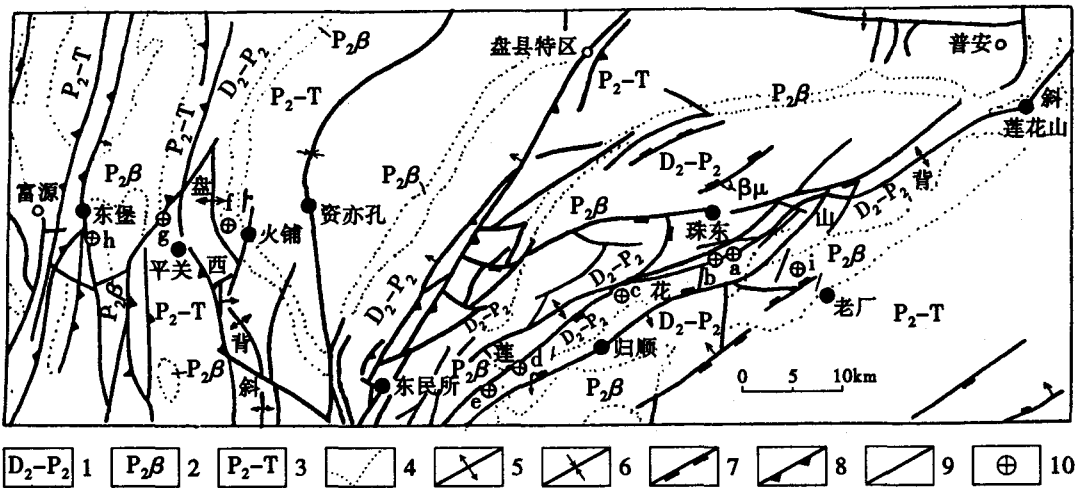 盘县特区
普安
P₂-T
P₂β
D₂-P₂
P₂-T
P₂-T
P₂β
斜
莲花山
P₂-T
D₂-P₂
背
P₂β
P₂β
βμ
富源
东堡
盘
f
g
h
火铺
资亦孔
P₂β
珠东
D₂-P₂
山
平关
西
P₂β
a
b
i
D₂-P₂
c
花
老厂
P₂β
P₂-T
D₂-P₂
D₂-P₂
D₂-P₂
D₂-P₂
P₂-T
背
莲
归顺
P₂β
P₂β
d
P₂β
0 5 10km
斜
东民所
e
D₂-P₂ 1 P₂β 2 P₂-T 3 4 5 6 7 8 9 10